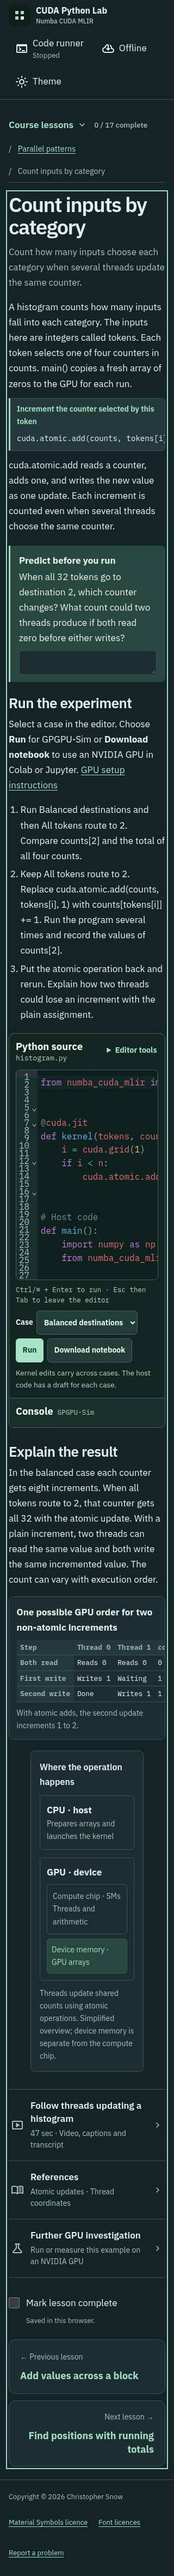 CUDA Python Lab
Numba CUDA MLIR
Code runner
Stopped
Offline
Theme
Course lessons
0 / 17 complete
/ Parallel patterns
/ Counts inputs by category
Count inputs by
category
Count how many inputs choose each
category when several threads update
the same counter.
A histogram counts how many inputs
fall into each category. The inputs
here are integers called tokens. Each
token selects one of four counters in
counts. main() copies a fresh array of
zeros to the GPU for each run.
Increment the counter selected by this
token
cuda.atomic.add(counts, tokens[i]
cuda.atomic.add reads a counter,
adds one, and writes the new value
as one update. Each increment is
counted even when several threads
choose the same counter.
Predict before you run
When all 32 tokens go to
destination 2, which counter
changes? What count could two
threads produce if both read
zero before either writes?
Run the experiment
Select a case in the editor. Choose
Run for GPGPU-Sim or Download
notebook to use an NVIDIA GPU in
Colab or Jupyter. GPU setup
instructions
1. Run Balanced destinations and
then All tokens route to 2.
Compare counts[2] and the total of
all four counts.
2. Keep All tokens route to 2.
Replace cuda.atomic.add(counts,
tokens[i], 1) with counts[tokens[i]]
+= 1. Run the program several
times and record the values of
counts[2].
3. Put the atomic operation back and
rerun. Explain how two threads
could lose an increment with the
plain assignment.
Python source
histogram.py
Editor tools
1
2
3
4
5
6
7
8
9
10
11
12
13
14
15
16
17
18
19
20
21
22
23
24
25
26
27
from numba_cuda_mlir im
@cuda.jit
def kernel(tokens, coun
i = cuda.grid(1)
if i < n:
cuda.atomic.add
# Host code
def main():
import numpy as np
from numba_cuda_mli
Ctrl/⌘ + Enter to run · Esc then
Tab to leave the editor
Case Balanced destinations
Run Download notebook
Kernel edits carry across cases. The host
code has a draft for each case.
Console GPGPU-Sim
Explain the result
In the balanced case each counter
gets eight increments. When all
tokens route to 2, that counter gets
all 32 with the atomic update. With a
plain increment, two threads can
read the same value and both write
the same incremented value. The
count can vary with execution order.
One possible GPU order for two
non-atomic increments
Step Thread 0 Thread 1 co
Both read Reads 0 Reads 0 0
First write Writes 1 Waiting 1
Second write Done Writes 1 1
With atomic adds, the second update
increments 1 to 2.
Where the operation
happens
CPU · host
Prepares arrays and
launches the kernel
GPU · device
Compute chip · SMs
Threads and
arithmetic
Device memory ·
GPU arrays
Threads update shared
counts using atomic
operations. Simplified
overview; device memory is
separate from the compute
chip.
Follow threads updating a
histogram
47 sec · Video, captions and
transcript
References
Atomic updates · Thread
coordinates
Further GPU investigation
Run or measure this example on
an NVIDIA GPU
Mark lesson complete
Saved in this browser.
← Previous lesson
Add values across a block
Next lesson →
Find positions with running
totals
Copyright © 2026 Christopher Snow
Material Symbols licence
Font licences
Report a problem